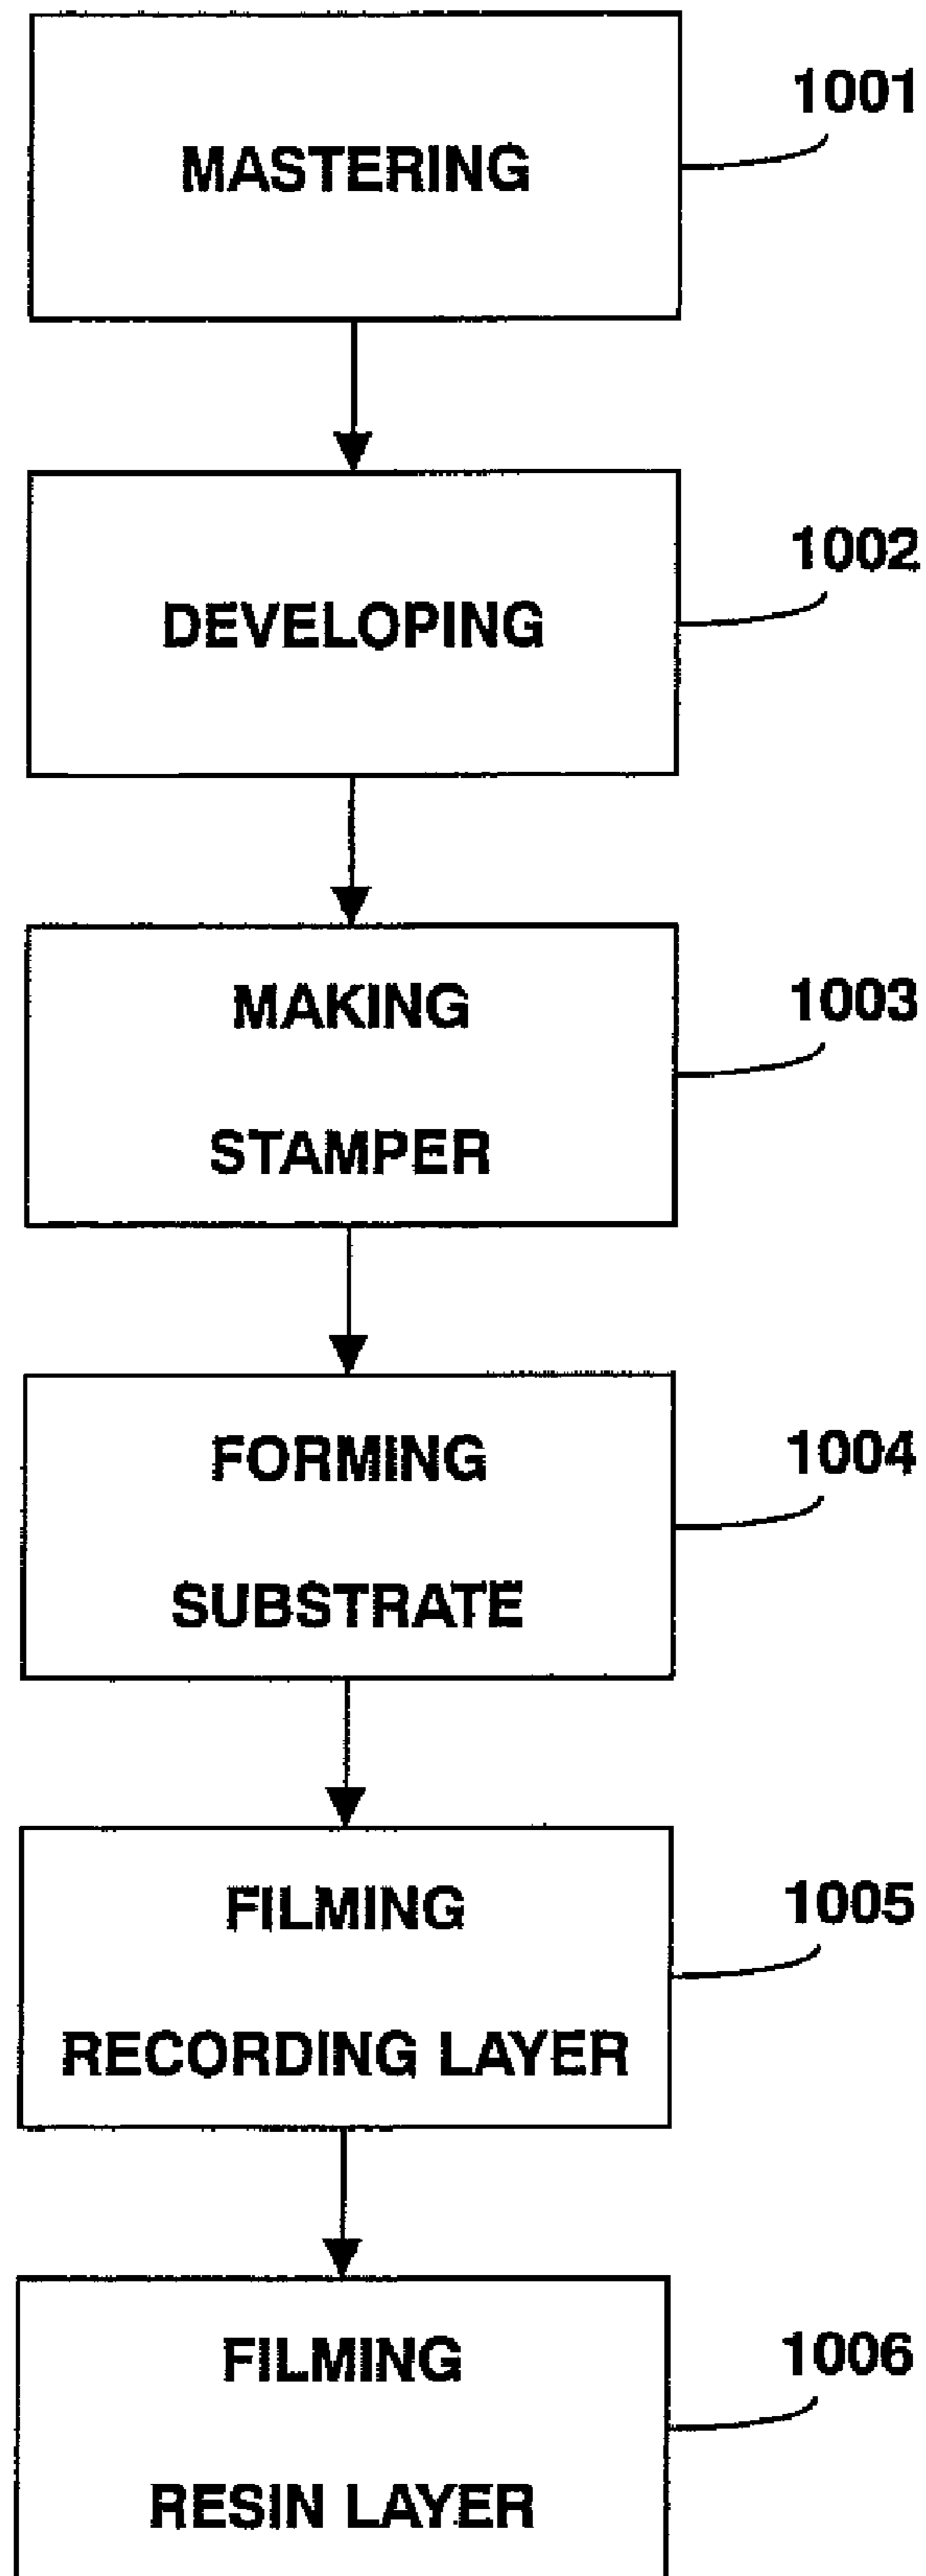 MASTERING
1001
DEVELOPING
1002
MAKING
STAMPER
1003
FORMING
SUBSTRATE
1004
FILMING
RECORDING LAYER
1005
FILMING
RESIN LAYER
1006